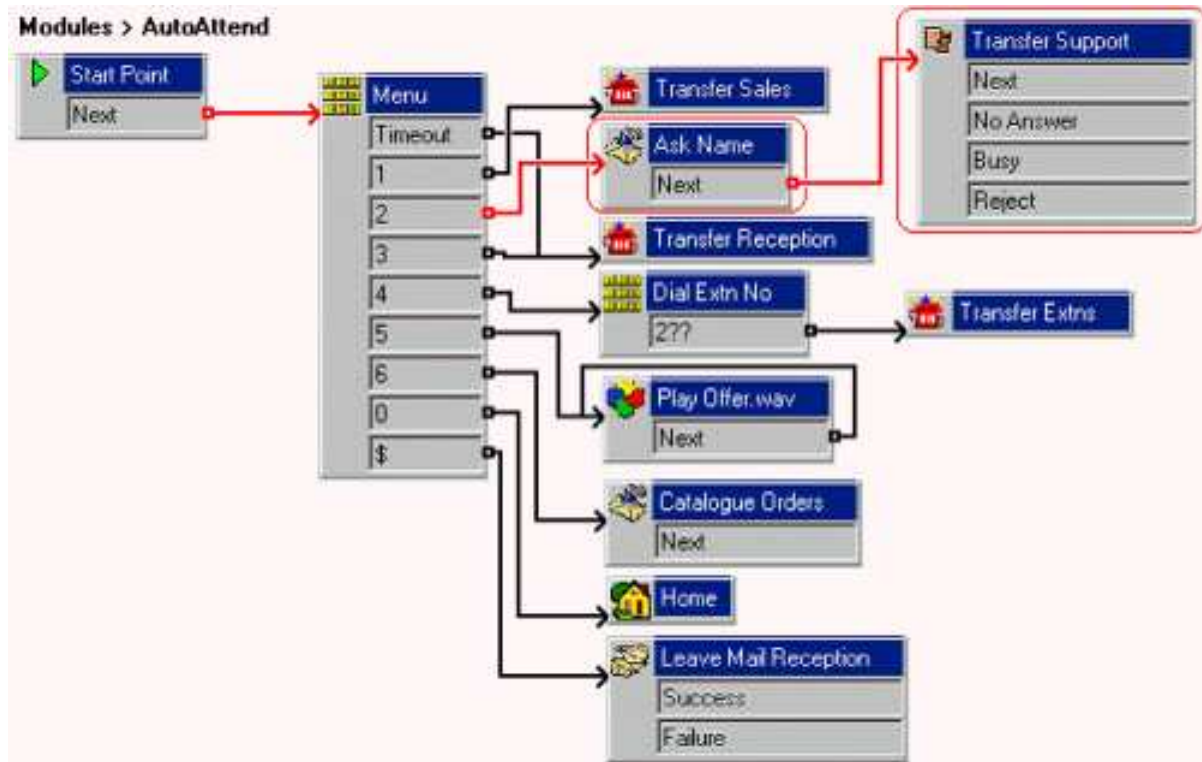 Modules > AutoAttend
Start Point
Next
Menu
Timeout
1
2
3
4
5
6
0
$
Transfer Sales
Ask Name
Next
Transfer Reception
Dial Extn No
2??
Play Offer.wav
Next
Catalogue Orders
Next
Home
Leave Mail Reception
Success
Failure
Transfer Support
Next
No Answer
Busy
Reject
Transfer Extns